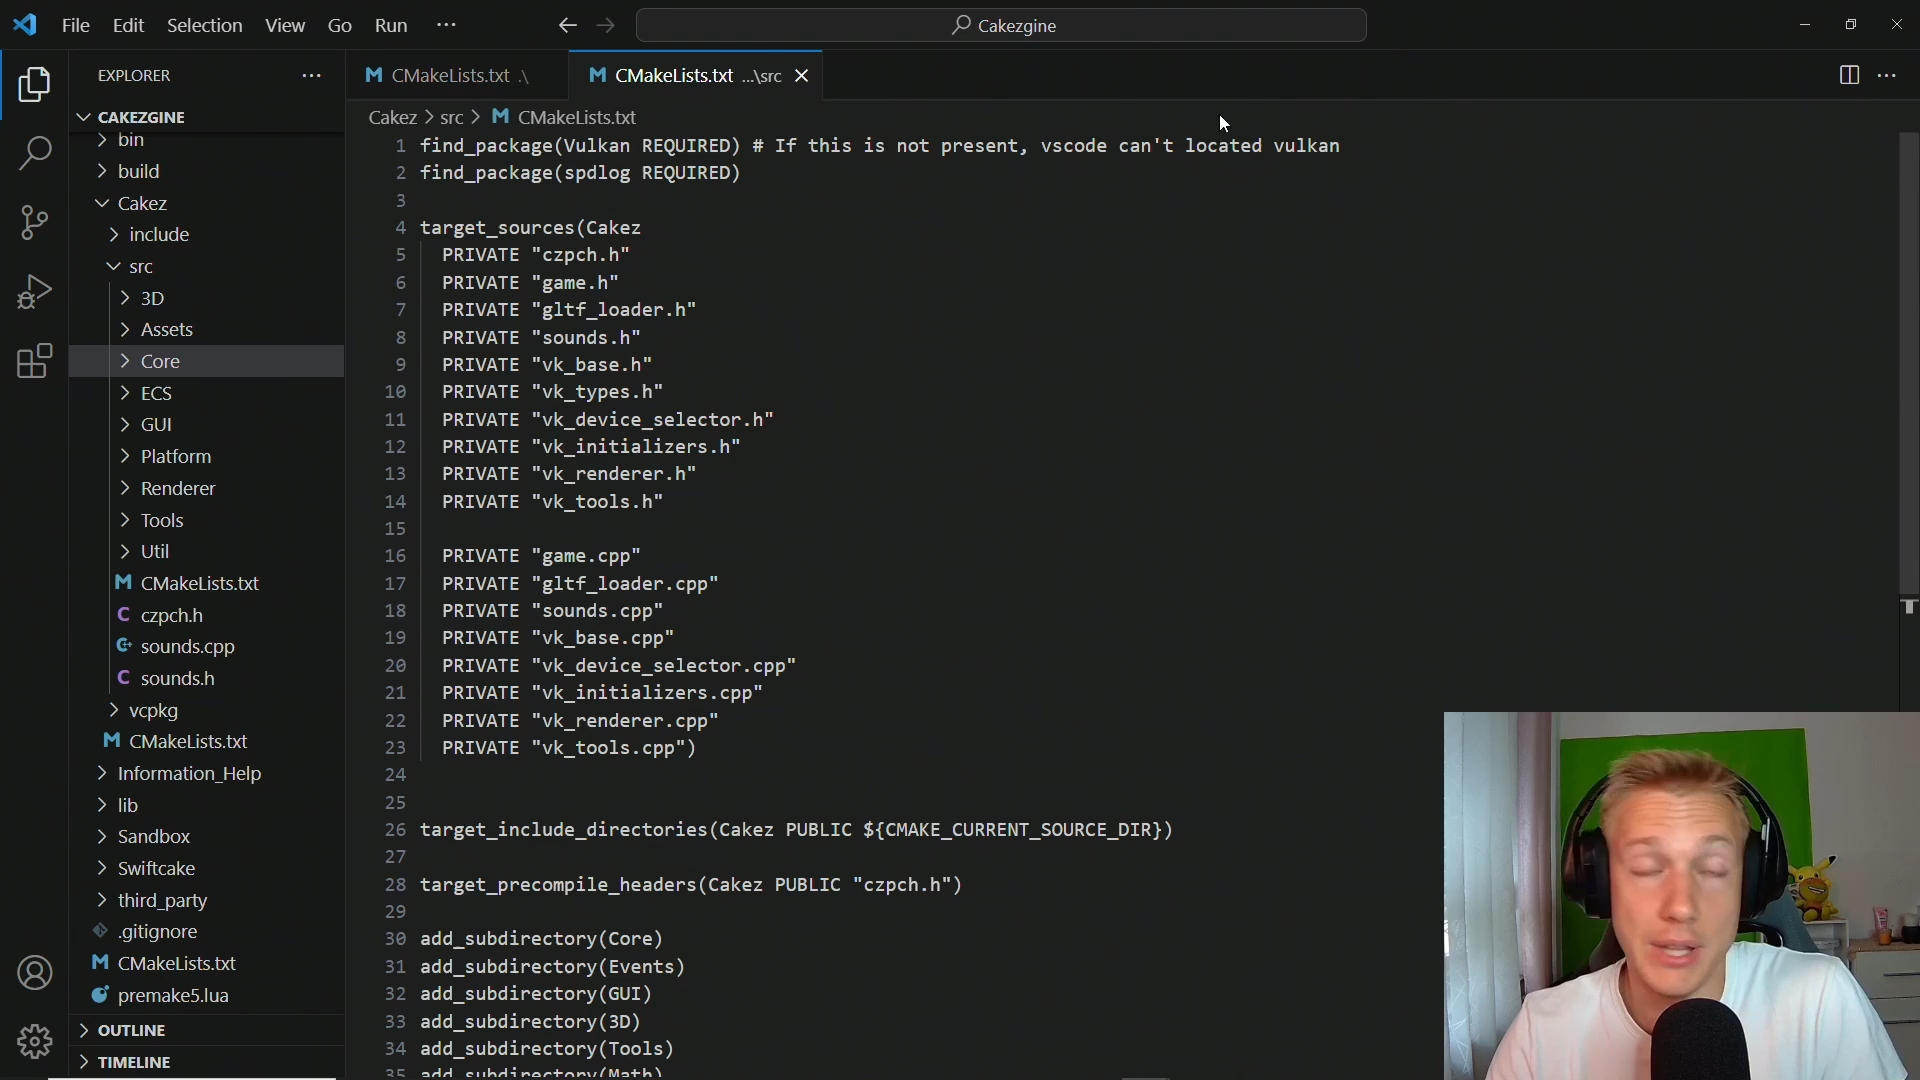 File Edit Selection View Go Run ···
Cakezgine
EXPLORER
CMakeLists.txt .\
CMakeLists.txt ...\src
CAKEZGINE
bin
build
Cakez
include
src
3D
Assets
Core
ECS
GUI
Platform
Renderer
Tools
Util
CMakeLists.txt
czpch.h
sounds.cpp
sounds.h
vcpkg
CMakeLists.txt
Information_Help
lib
Sandbox
Swiftcake
third_party
.gitignore
CMakeLists.txt
premake5.lua
OUTLINE
TIMELINE
Cakez > src > CMakeLists.txt
1 find_package(Vulkan REQUIRED) # If this is not present, vscode can't located vulkan
2 find_package(spdlog REQUIRED)
3
4 target_sources(Cakez
5 PRIVATE "czpch.h"
6 PRIVATE "game.h"
7 PRIVATE "gltf_loader.h"
8 PRIVATE "sounds.h"
9 PRIVATE "vk_base.h"
10 PRIVATE "vk_types.h"
11 PRIVATE "vk_device_selector.h"
12 PRIVATE "vk_initializers.h"
13 PRIVATE "vk_renderer.h"
14 PRIVATE "vk_tools.h"
15
16 PRIVATE "game.cpp"
17 PRIVATE "gltf_loader.cpp"
18 PRIVATE "sounds.cpp"
19 PRIVATE "vk_base.cpp"
20 PRIVATE "vk_device_selector.cpp"
21 PRIVATE "vk_initializers.cpp"
22 PRIVATE "vk_renderer.cpp"
23 PRIVATE "vk_tools.cpp")
24
25
26 target_include_directories(Cakez PUBLIC ${CMAKE_CURRENT_SOURCE_DIR})
27
28 target_precompile_headers(Cakez PUBLIC "czpch.h")
29
30 add_subdirectory(Core)
31 add_subdirectory(Events)
32 add_subdirectory(GUI)
33 add_subdirectory(3D)
34 add_subdirectory(Tools)
35 add_subdirectory(Math)